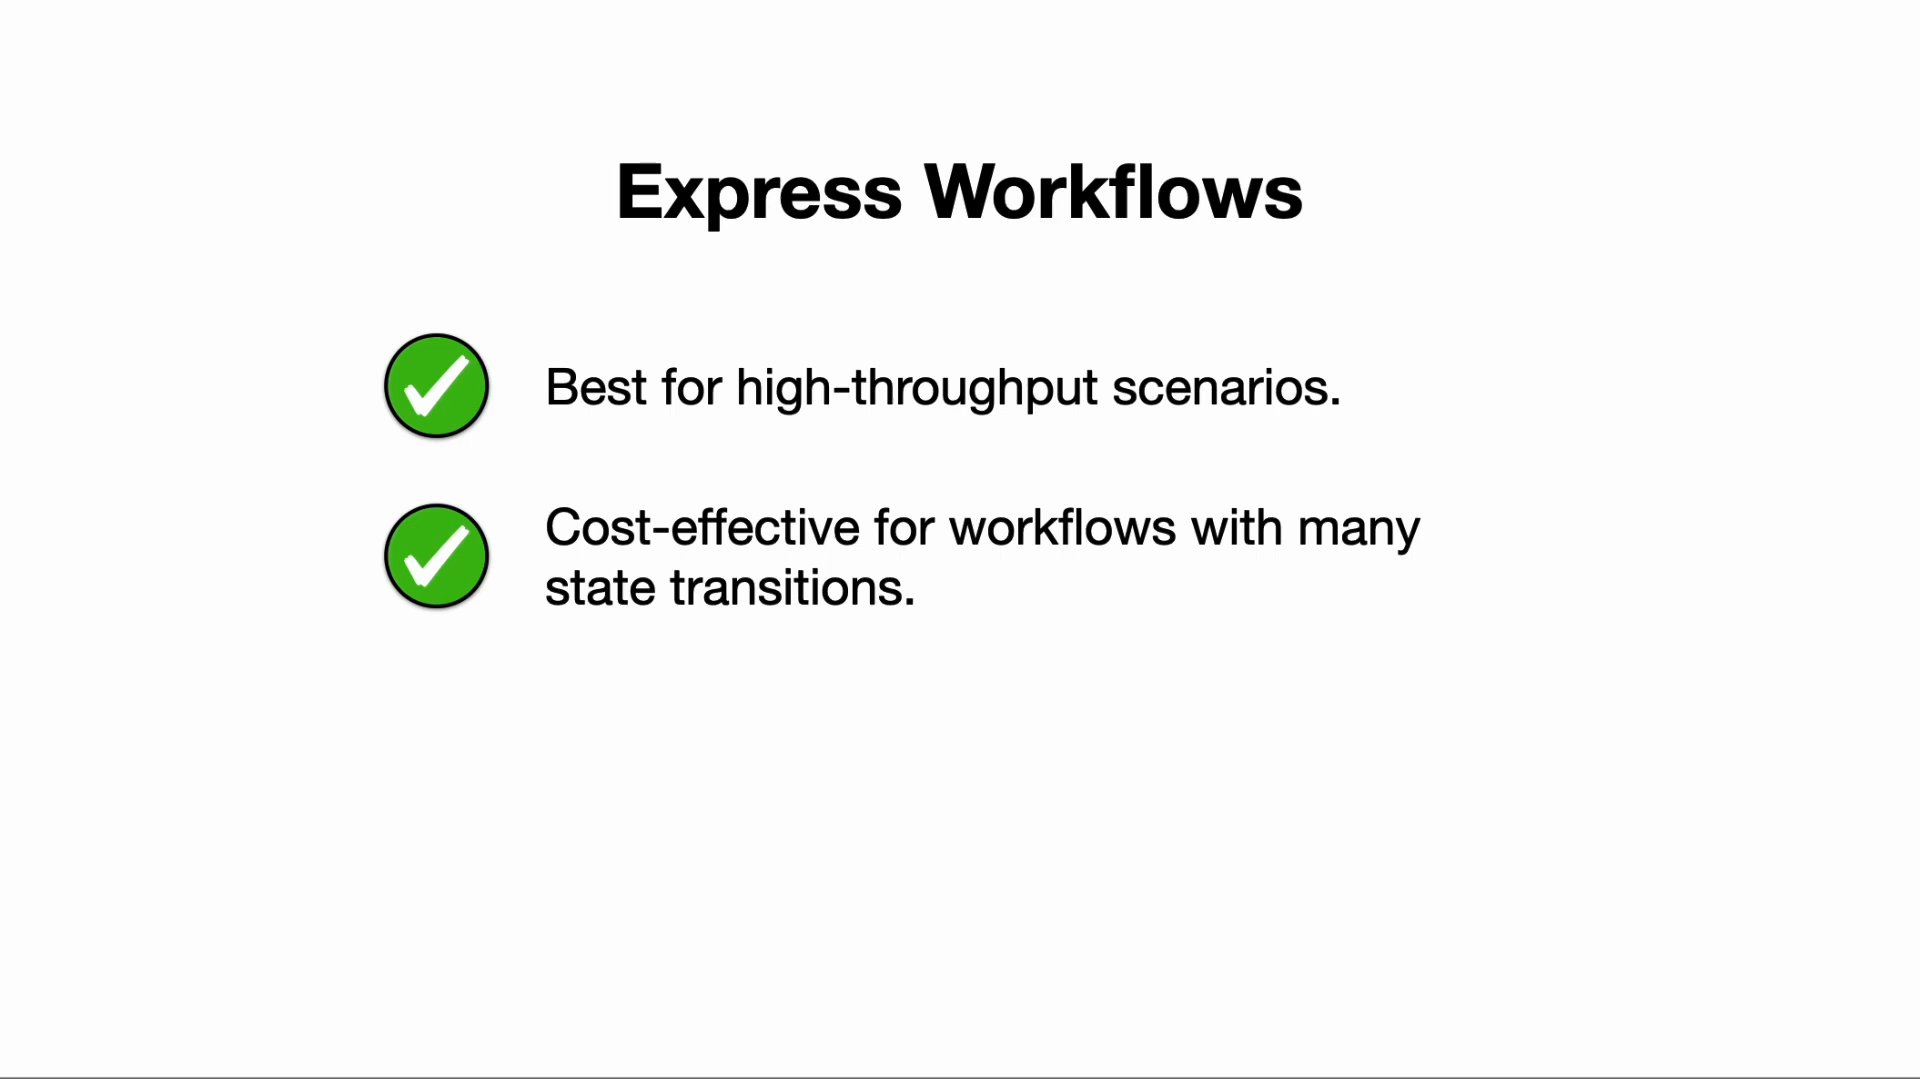 Express Workflows
Best for high-throughput scenarios.
Cost-effective for workflows with many
state transitions.